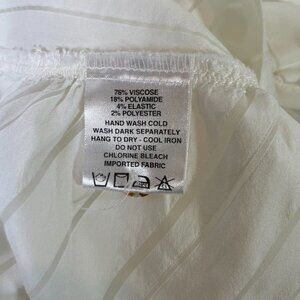 76% VISCOSE
18% POLYAMIDE
4% ELASTIC
2% POLYESTER
HAND WASH COLD
WASH DARK SEPARATELY
HANG TO DRY - COOL IRON
DO NOT USE
CHLORINE BLEACH
IMPORTED FABRIC